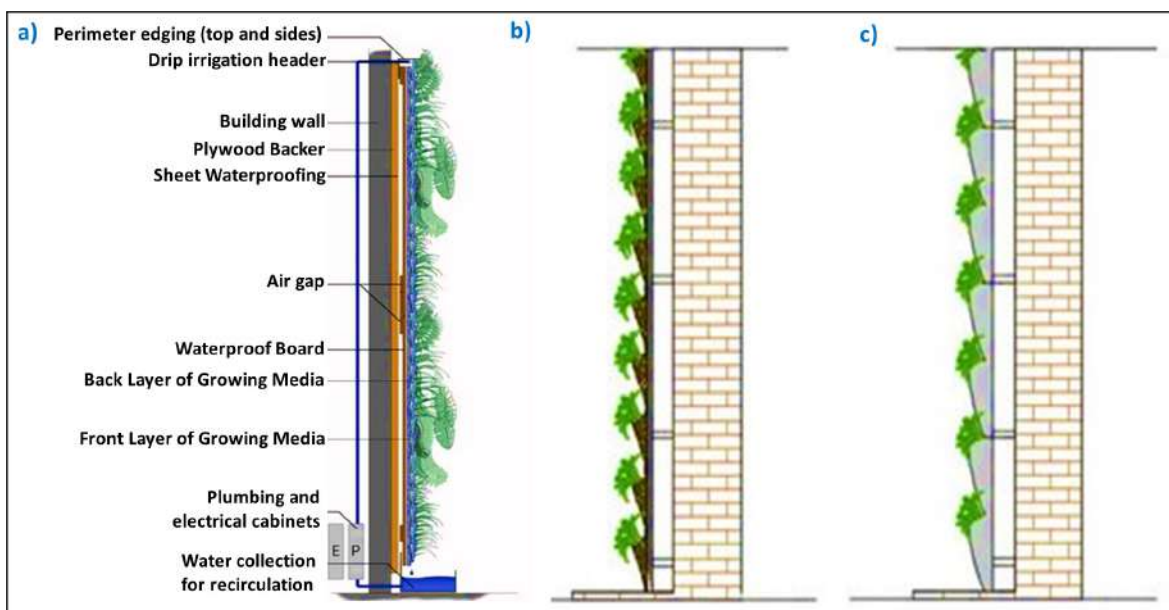 a)
Perimeter edging (top and sides)
Drip irrigation header
Building wall
Plywood Backer
Sheet Waterproofing
Air gap
Waterproof Board
Back Layer of Growing Media
Front Layer of Growing Media
Plumbing and
electrical cabinets
E P
Water collection
for recirculation
b)
c)